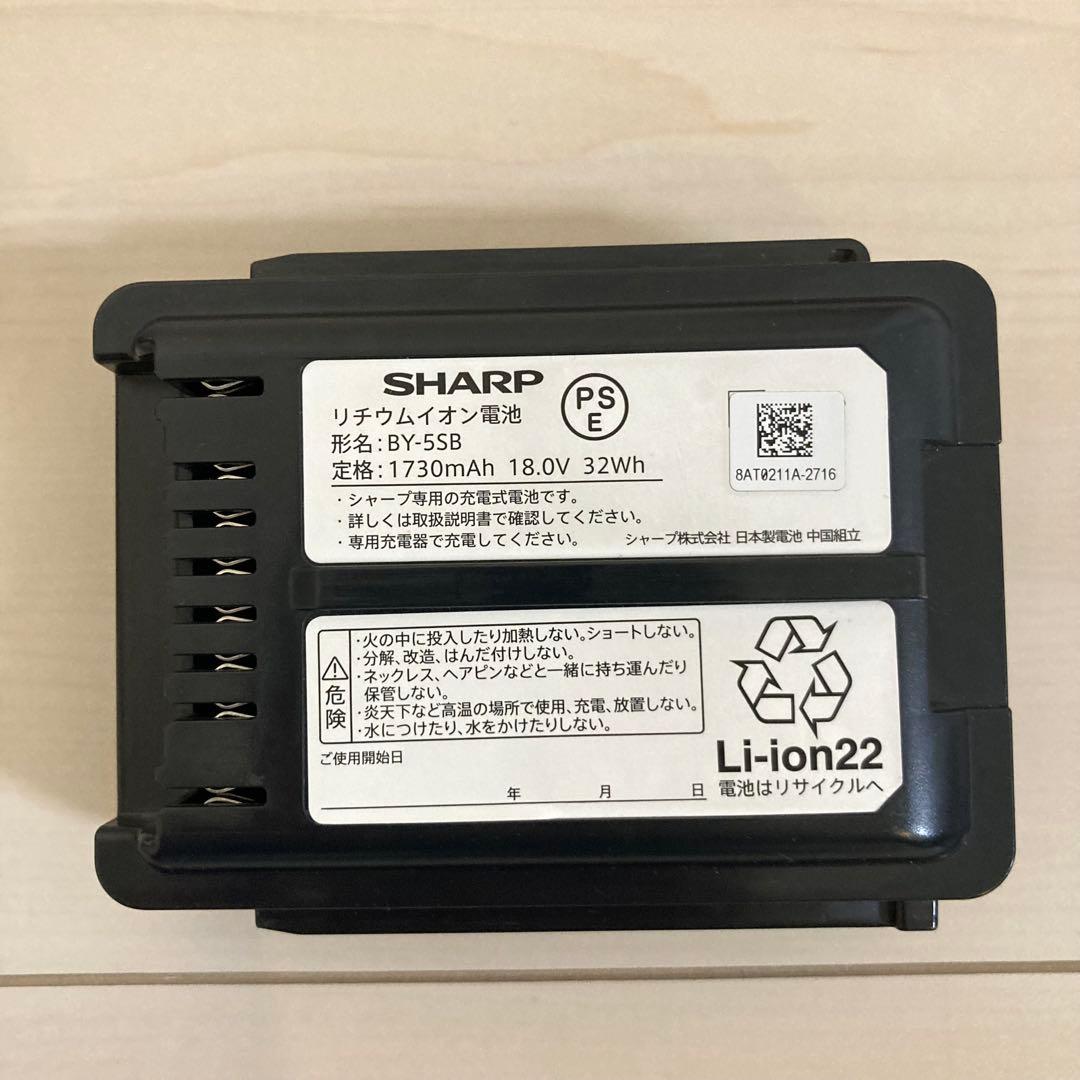 SHARP
PS
E
リチウムイオン電池
形名:BY-5SB
定格:1730mAh 18.0V 32Wh
8AT0211A-2716
・シャープ専用の充電式電池です。
・詳しくは取扱説明書で確認してください。
・専用充電器で充電してください。
シャープ株式会社 日本製電池 中国組立
危険
・火の中に投入したり加熱しない。ショートしない。
・分解、改造、はんだ付けしない。
・ネックレス、ヘアピンなどと一緒に持ち運んだり
保管しない。
・炎天下など高温の場所で使用、充電、放置しない。
・水につけたり、水をかけたりしない。
ご使用開始日
年 月 日
Li-ion22
電池はリサイクルへ